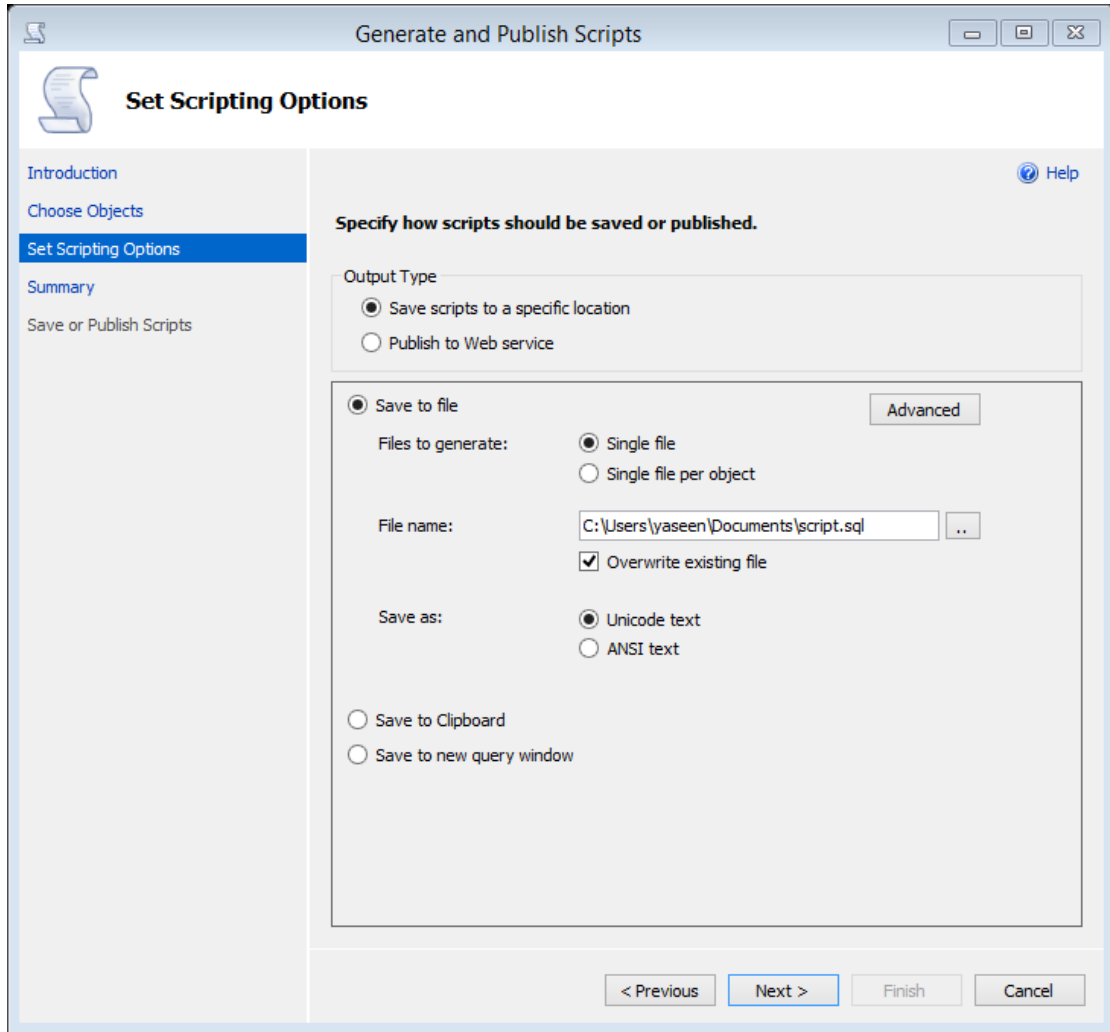 Generate and Publish Scripts
Set Scripting Options
Introduction
Choose Objects
Set Scripting Options
Summary
Save or Publish Scripts
Help
Specify how scripts should be saved or published.
Output Type
Save scripts to a specific location
Publish to Web service
Save to file
Advanced
Files to generate:
Single file
Single file per object
File name:
C:\Users\yaseen\Documents\script.sql
..
Overwrite existing file
Save as:
Unicode text
ANSI text
Save to Clipboard
Save to new query window
< Previous
Next >
Finish
Cancel